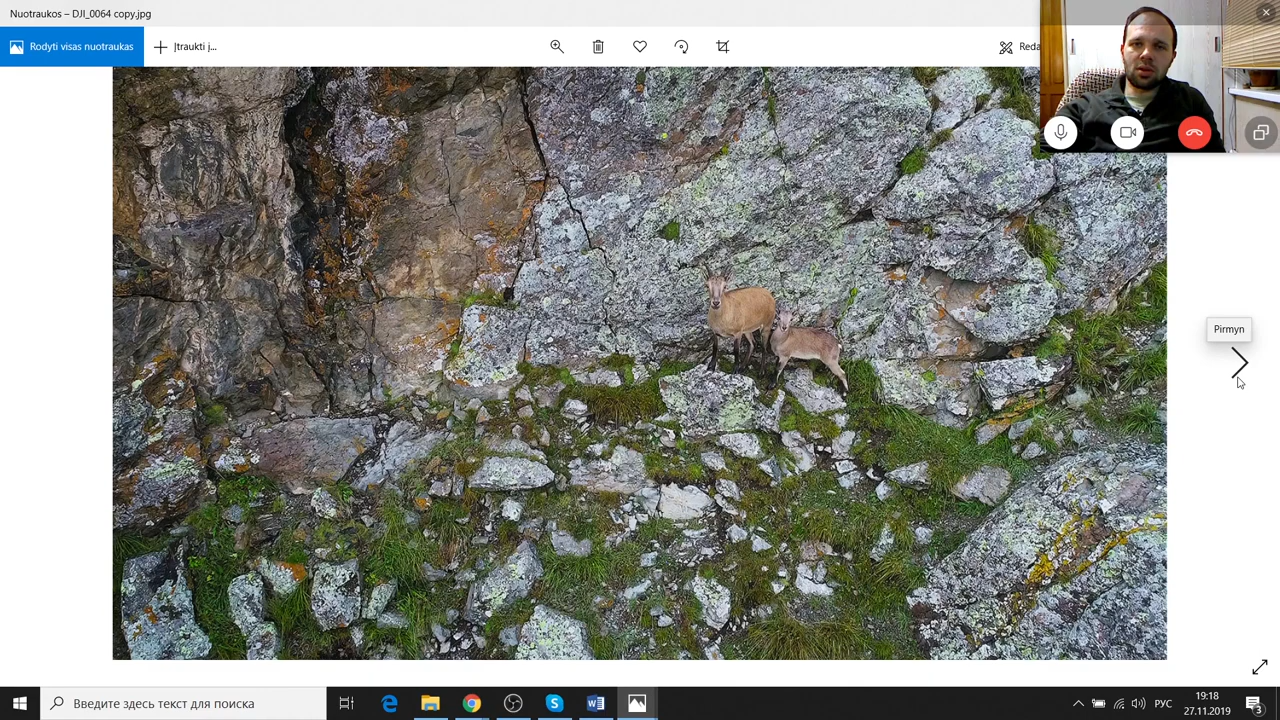 Nuotraukos – DJI_0064 copy.jpg
Rodyti visas nuotraukas
Įtraukti į...
Pirmyn
Введите здесь текст для поиска
РУС
19:18
27.11.2019
3